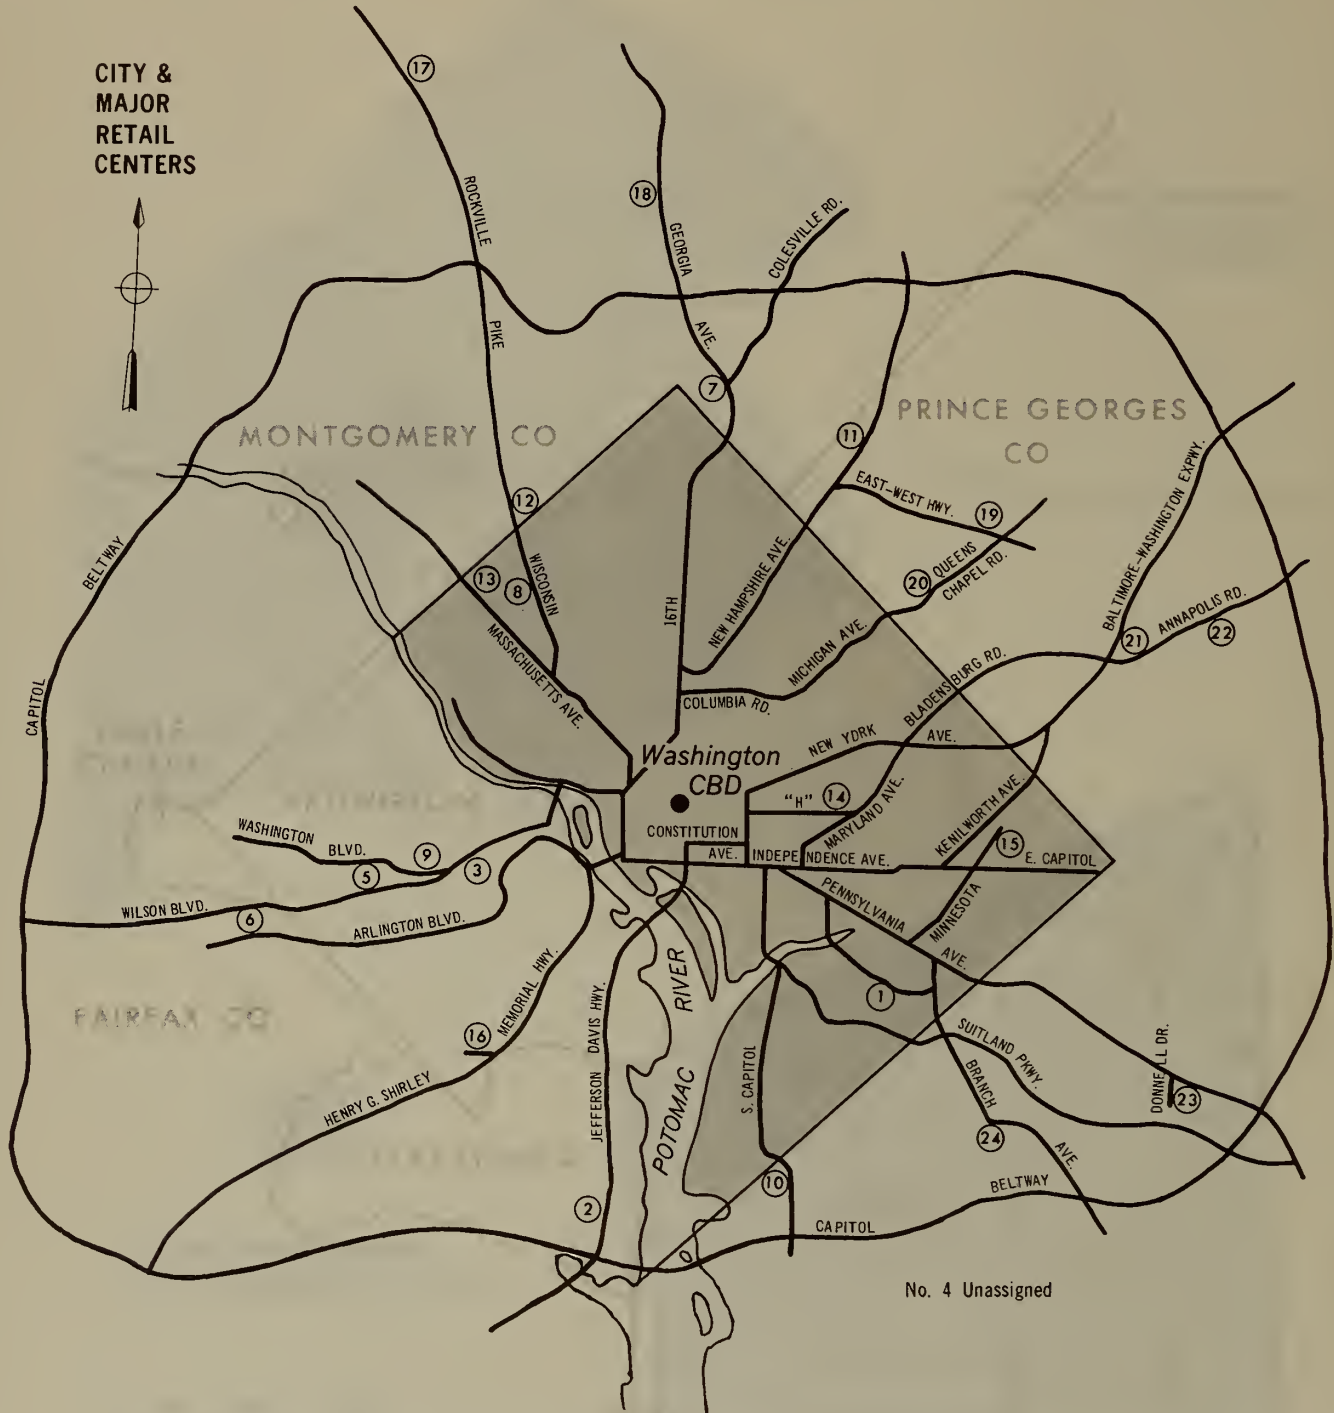 CITY &
MAJOR
RETAIL
CENTERS
17
ROCKVILLE
PIKE
18
GEORGIA
AVE.
COLESVILLE RD.
7
MONTGOMERY CO
PRINCE GEORGES
CO
11
EAST-WEST HWY.
19
12
WISCONSIN
13
8
MASSACHUSETTS AVE.
16TH
NEW HAMPSHIRE AVE.
20
QUEENS
CHAPEL RD.
MICHIGAN AVE.
COLUMBIA RD.
BALTIMORE-WASHINGTON EXPWY.
21
ANNAPOLIS RD.
22
BLADENSBURG RD.
BELTWAY
CAPITOL
Washington
CBD
NEW YORK
AVE.
"H"
14
MARYLAND AVE.
KENILWORTH AVE.
CONSTITUTION
AVE.
INDEPENDENCE AVE.
15
E. CAPITOL
MINNESOTA
PENNSYLVANIA
AVE.
WASHINGTON
BLVD.
9
3
5
WILSON BLVD.
6
ARLINGTON BLVD.
FAIRFAX CO
16
MEMORIAL HWY.
HENRY G. SHIRLEY
JEFFERSON DAVIS HWY.
POTOMAC RIVER
1
S. CAPITOL
SUITLAND PKWY.
BRANCH
AVE.
24
DONNELL DR.
23
2
10
CAPITOL
BELTWAY
No. 4 Unassigned